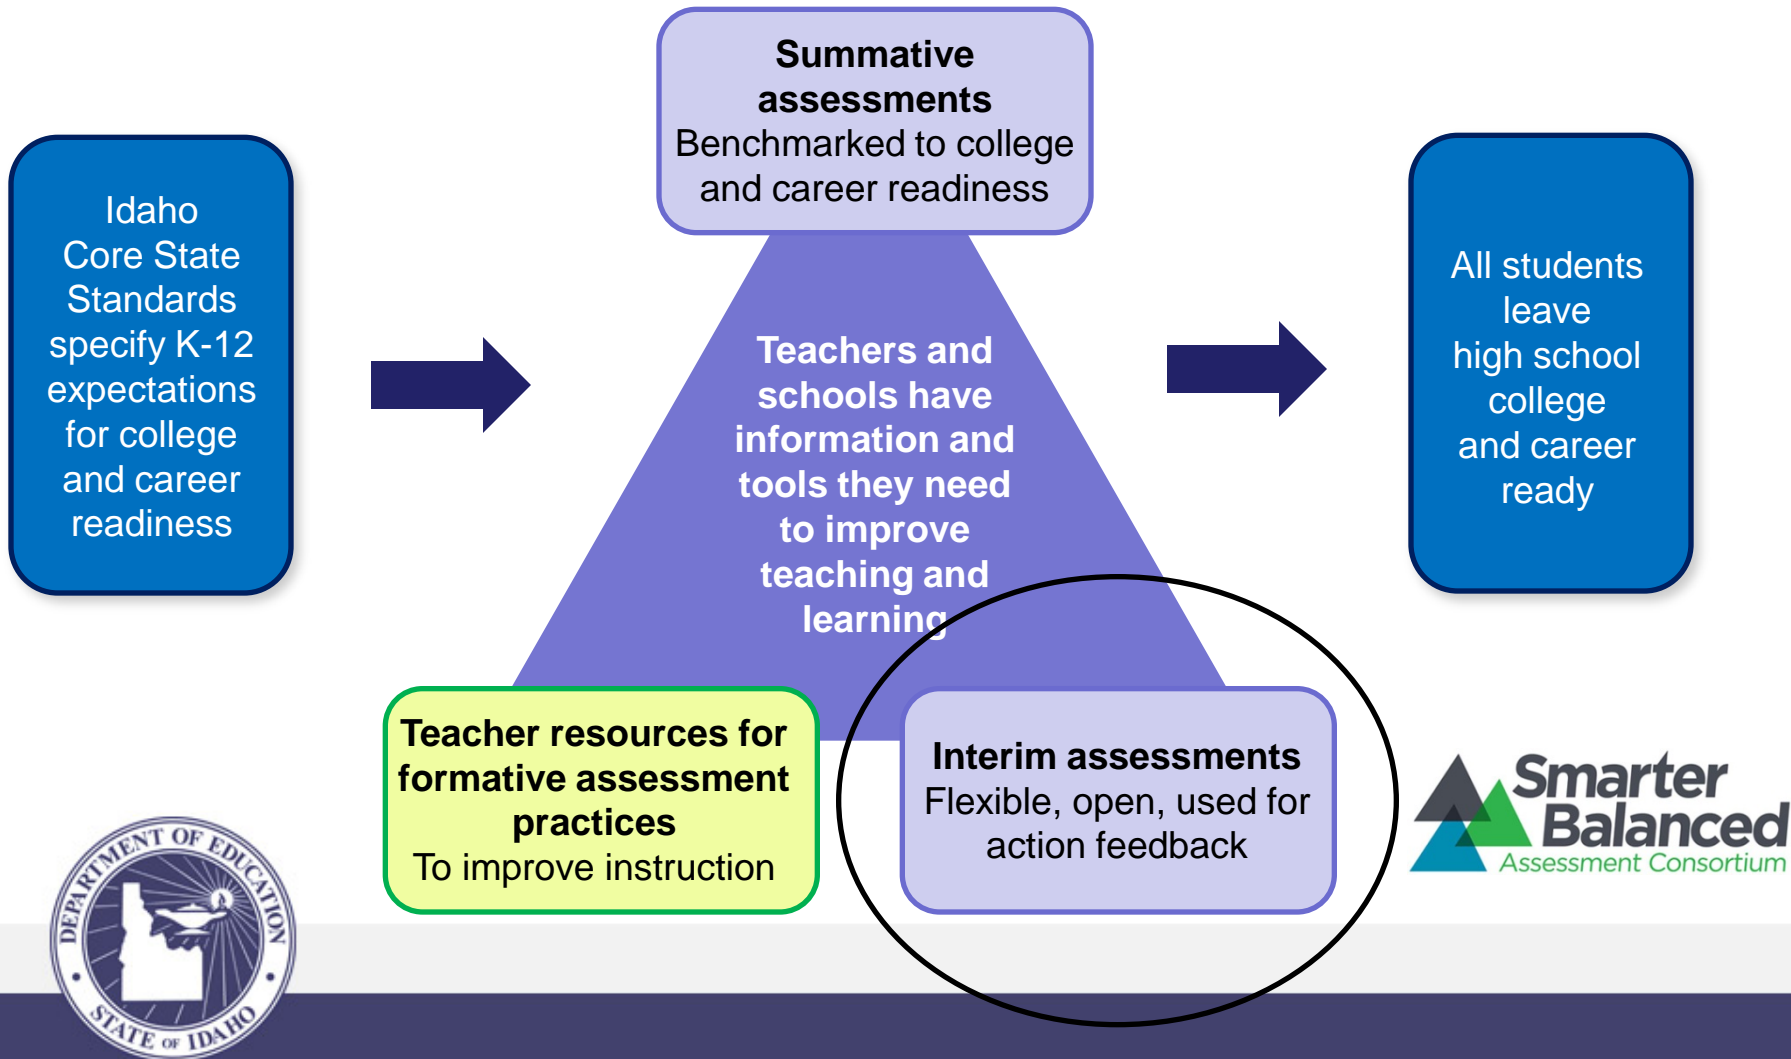 Summative
assessments
Benchmarked to college
and career readiness
Idaho
Core State
Standards
specify K-12
expectations
for college
and career
readiness
Teachers and
schools have
information and
tools they need
to improve
teaching and
learning
All students
leave
high school
college
and career
ready
Teacher resources for
formative assessment
practices
To improve instruction
Interim assessments
Flexible, open, used for
action feedback
Smarter
Balanced
Assessment Consortium
DEPARTMENT OF EDUCATION
STATE OF IDAHO